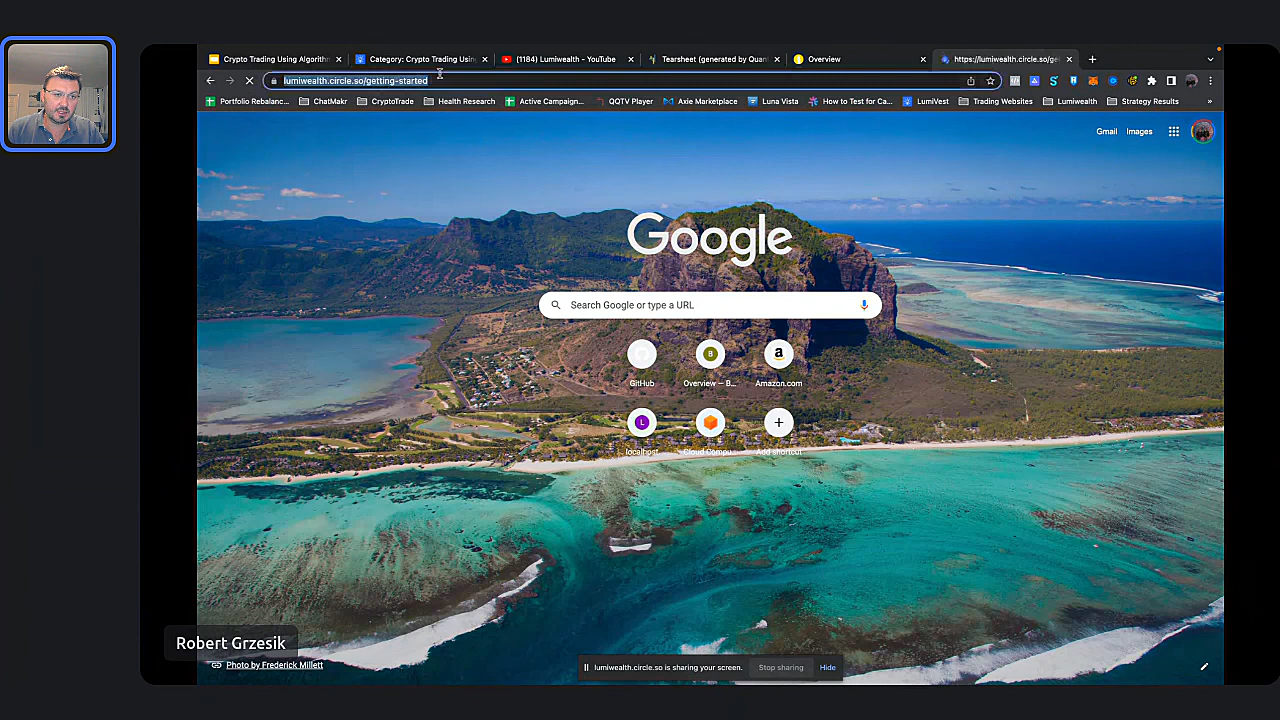 Crypto Trading Using Algorithm
Category: Crypto Trading Usin
(1184) Lumiwealth - YouTube
Tearsheet (generated by Quant
Overview
https://lumiwealth.circle.so/ge
lumiwealth.circle.so/getting-started
Portfolio Rebalanc...
ChatMakr
CryptoTrade
Health Research
Active Campaign...
QQTV Player
Axie Marketplace
Luna Vista
How to Test for Ca...
LumiVest
Trading Websites
Lumiwealth
Strategy Results
»
Gmail
Images
Google
Search Google or type a URL
GitHub
B
Overview — B...
a
Amazon.com
L
localhost
Cloud Compu...
Add shortcut
Robert Grzesik
Photo by Frederick Millett
lumiwealth.circle.so is sharing your screen.
Stop sharing
Hide